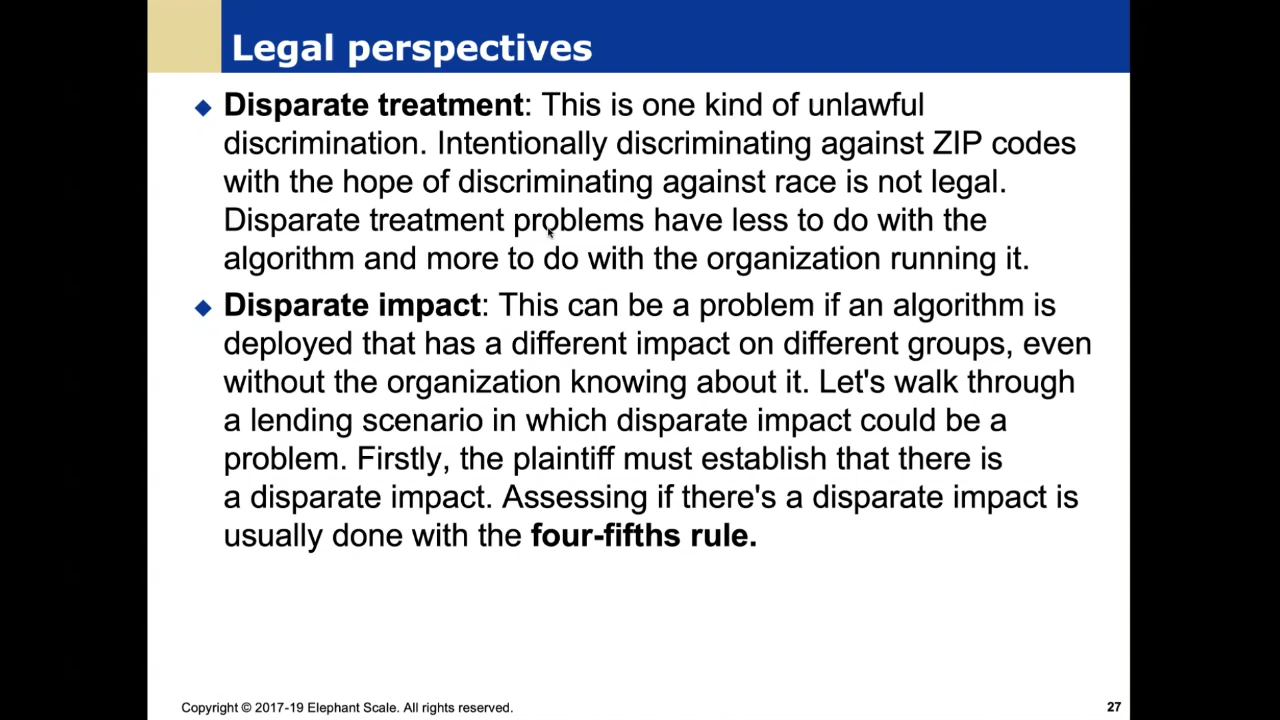 Legal perspectives
Disparate treatment: This is one kind of unlawful
discrimination. Intentionally discriminating against ZIP codes
with the hope of discriminating against race is not legal.
Disparate treatment problems have less to do with the
algorithm and more to do with the organization running it.
Disparate impact: This can be a problem if an algorithm is
deployed that has a different impact on different groups, even
without the organization knowing about it. Let's walk through
a lending scenario in which disparate impact could be a
problem. Firstly, the plaintiff must establish that there is
a disparate impact. Assessing if there's a disparate impact is
usually done with the four-fifths rule.
Copyright © 2017-19 Elephant Scale. All rights reserved.
27